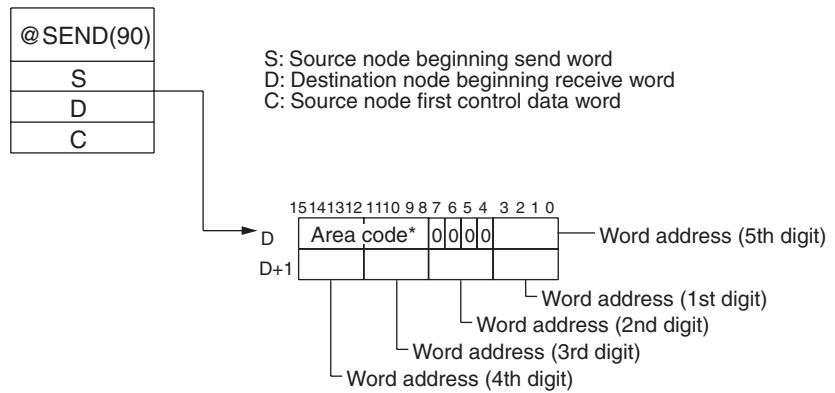 @SEND(90)
S
D
C
S: Source node beginning send word
D: Destination node beginning receive word
C: Source node first control data word
15 14 13 12 11 10 9 8 7 6 5 4 3 2 1 0
D Area code* 0 0 0 0 Word address (5th digit)
D+1
Word address (1st digit)
Word address (2nd digit)
Word address (3rd digit)
Word address (4th digit)